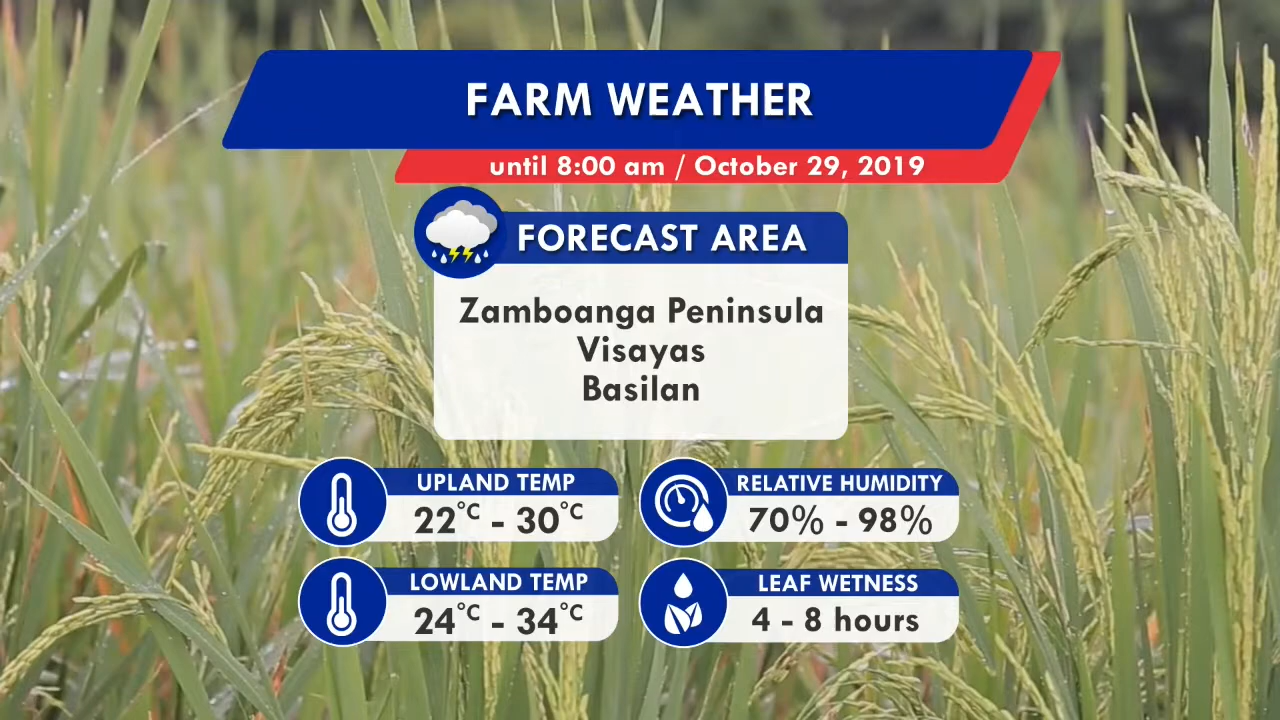 FARM WEATHER
until 8:00 am / October 29, 2019
FORECAST AREA
Zamboanga Peninsula
Visayas
Basilan
UPLAND TEMP
22°C - 30°C
RELATIVE HUMIDITY
70% - 98%
LOWLAND TEMP
24°C - 34°C
LEAF WETNESS
4 - 8 hours